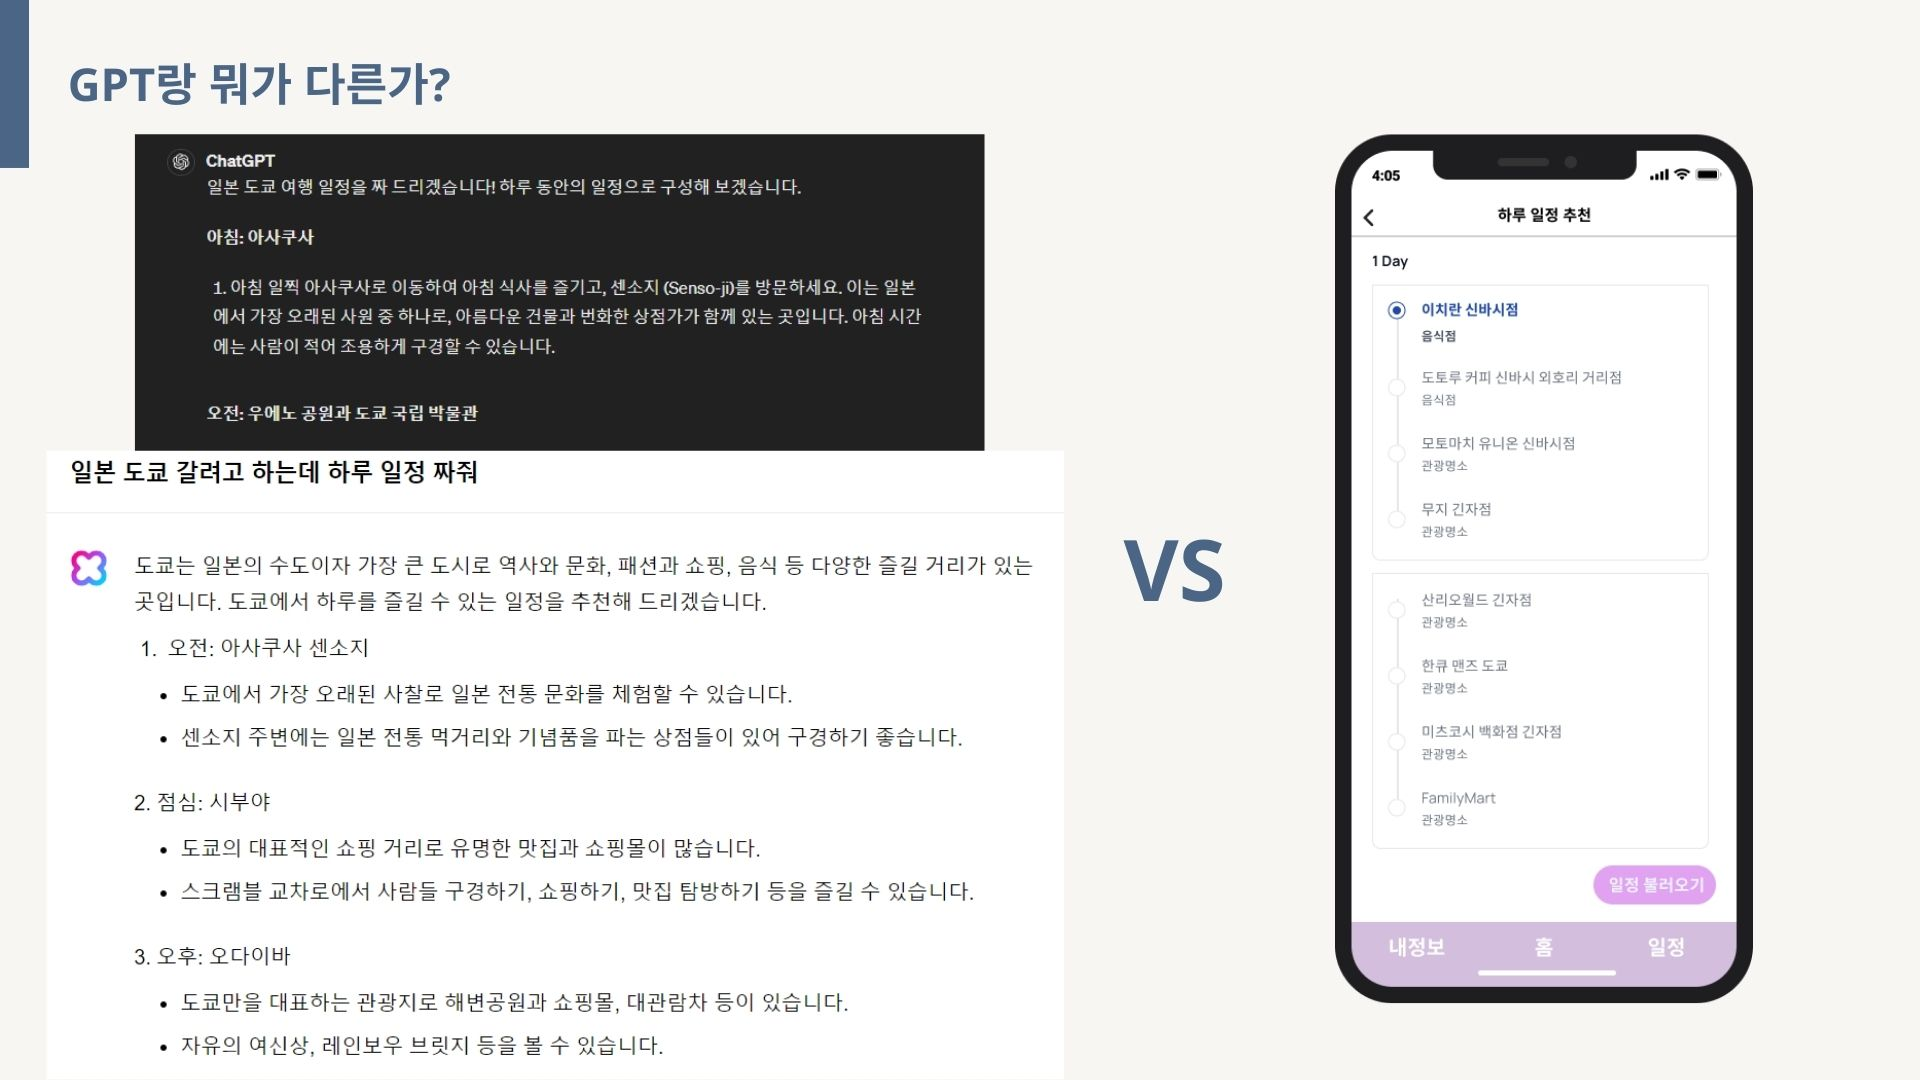 GPT랑 뭐가 다른가?
ChatGPT
일본 도쿄 여행 일정을 짜 드리겠습니다! 하루 동안의 일정으로 구성해 보겠습니다.
아침: 아사쿠사
1. 아침 일찍 아사쿠사로 이동하여 아침 식사를 즐기고, 센소지 (Senso-ji)를 방문하세요. 이는 일본
에서 가장 오래된 사원 중 하나로, 아름다운 건물과 번화한 상점가가 함께 있는 곳입니다. 아침 시간
에는 사람이 적어 조용하게 구경할 수 있습니다.
오전: 우에노 공원과 도쿄 국립 박물관
일본 도쿄 갈려고 하는데 하루 일정 짜줘
도쿄는 일본의 수도이자 가장 큰 도시로 역사와 문화, 패션과 쇼핑, 음식 등 다양한 즐길 거리가 있는
곳입니다. 도쿄에서 하루를 즐길 수 있는 일정을 추천해 드리겠습니다.
1. 오전: 아사쿠사 센소지
• 도쿄에서 가장 오래된 사찰로 일본 전통 문화를 체험할 수 있습니다.
• 센소지 주변에는 일본 전통 먹거리와 기념품을 파는 상점들이 있어 구경하기 좋습니다.
2. 점심: 시부야
• 도쿄의 대표적인 쇼핑 거리로 유명한 맛집과 쇼핑몰이 많습니다.
• 스크램블 교차로에서 사람들 구경하기, 쇼핑하기, 맛집 탐방하기 등을 즐길 수 있습니다.
3. 오후: 오다이바
• 도쿄만을 대표하는 관광지로 해변공원과 쇼핑몰, 대관람차 등이 있습니다.
• 자유의 여신상, 레인보우 브릿지 등을 볼 수 있습니다.
VS
4:05
하루 일정 추천
1 Day
이치란 신바시점
음식점
도토루 커피 신바시 외호리 거리점
음식점
모토마치 유니온 신바시점
관광명소
무지 긴자점
관광명소
산리오월드 긴자점
관광명소
한큐 맨즈 도쿄
관광명소
미츠코시 백화점 긴자점
관광명소
FamilyMart
관광명소
일정 불러오기
내정보 홈 일정